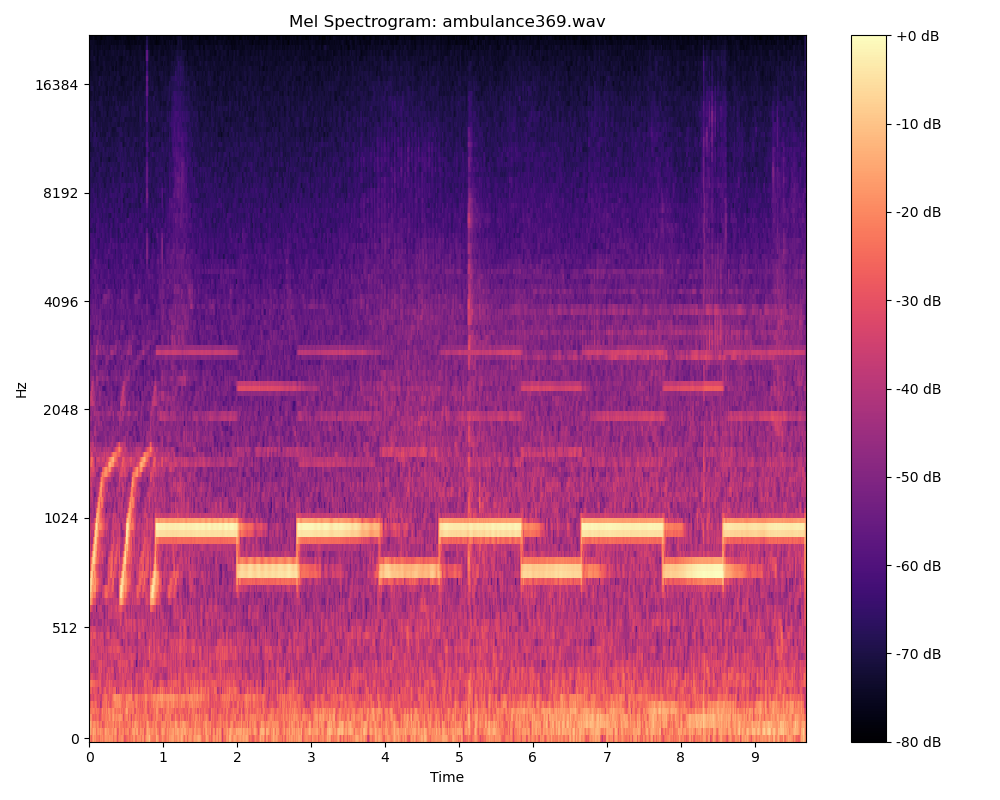 Mel Spectrogram: ambulance369.wav
+0 dB
16384
-10 dB
8192
-20 dB
4096
-30 dB
Hz
2048
-40 dB
1024
-50 dB
512
-60 dB
0
-70 dB
-80 dB
0 1 2 3 4 5 6 7 8 9
Time